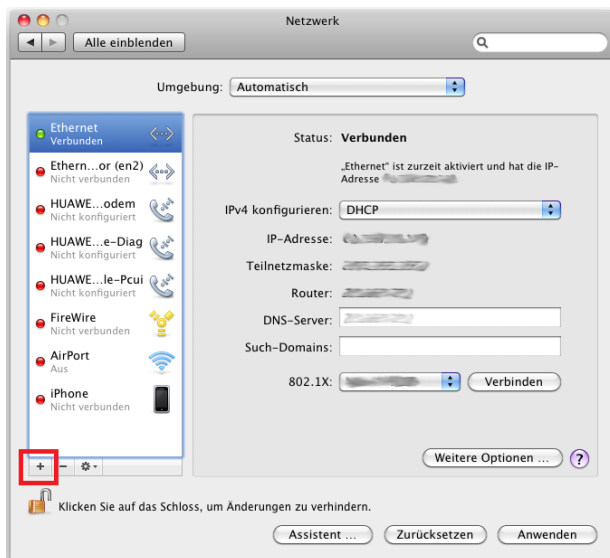 Netzwerk
Alle einblenden
Umgebung: Automatisch
Ethernet
Verbunden
Ethern...or (en2)
Nicht verbunden
HUAWE...odem
Nicht konfiguriert
HUAWE...e-Diag
Nicht konfiguriert
HUAWE...le-Pcui
Nicht konfiguriert
FireWire
Nicht verbunden
AirPort
Aus
iPhone
Nicht verbunden
+ −
Status: Verbunden
„Ethernet“ ist zurzeit aktiviert und hat die IP-
Adresse
IPv4 konfigurieren: DHCP
IP-Adresse:
Teilnetzmaske:
Router:
DNS-Server:
Such-Domains:
802.1X:
Verbinden
Weitere Optionen ... ?
Klicken Sie auf das Schloss, um Änderungen zu verhindern.
Assistent ... Zurücksetzen Anwenden